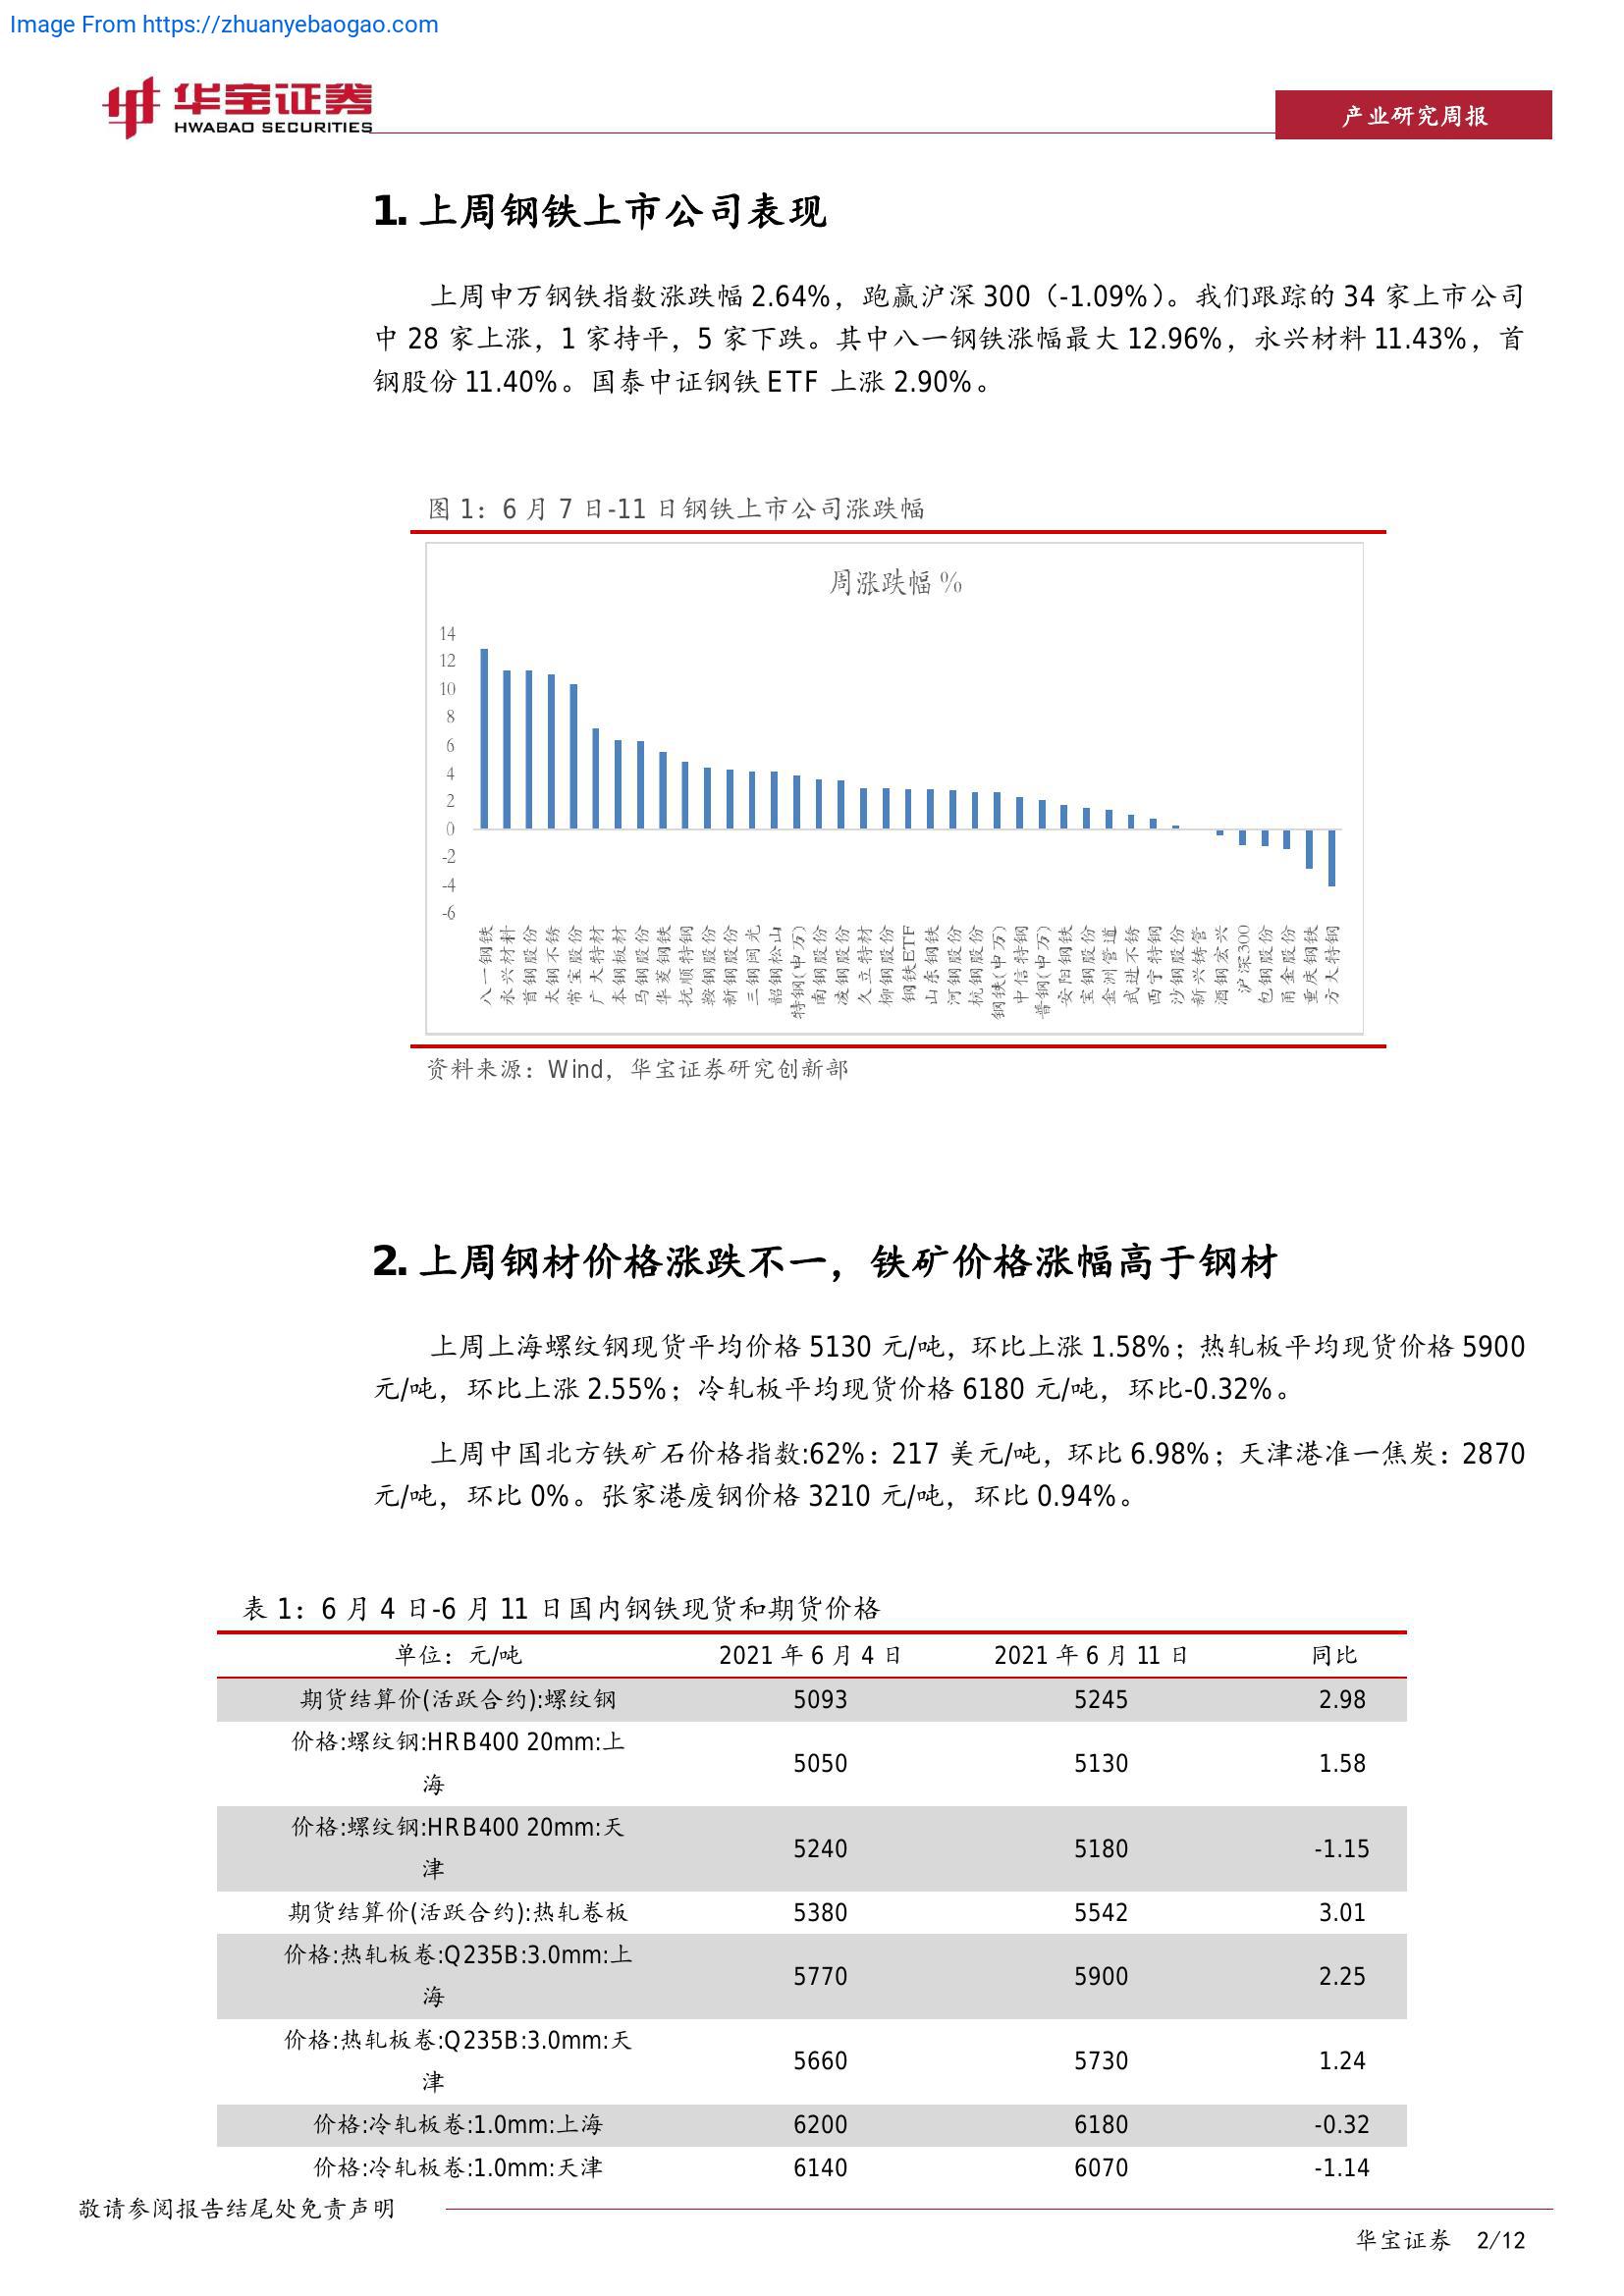 Image From https://zhuanyebaogao.com
华宝证券
HWABAO SECURITIES
产业研究周报
1. 上周钢铁上市公司表现
上周申万钢铁指数涨跌幅 2.64%，跑赢沪深 300（-1.09%）。我们跟踪的 34 家上市公司
中 28 家上涨，1 家持平，5 家下跌。其中八一钢铁涨幅最大 12.96%，永兴材料 11.43%，首
钢股份 11.40%。国泰中证钢铁 ETF 上涨 2.90%。
图 1：6 月 7 日-11 日钢铁上市公司涨跌幅
周涨跌幅 %
14
12
10
8
6
4
2
0
-2
-4
-6
八一钢铁
永兴材料
首钢股份
太钢不锈
常宝股份
广大特材
本钢板材
马钢股份
华菱钢铁
抚顺特钢
鞍钢股份
新钢股份
三钢闽光
韶钢松山
特钢(申万)
南钢股份
凌钢股份
久立特材
柳钢股份
钢铁ETF
山东钢铁
河钢股份
杭钢股份
钢铁(申万)
中信特钢
普钢(申万)
安阳钢铁
宝钢股份
金洲管道
武进不锈
西宁特钢
沙钢股份
新兴铸管
酒钢宏兴
沪深300
包钢股份
甬金股份
重庆钢铁
方大特钢
资料来源：Wind，华宝证券研究创新部
2. 上周钢材价格涨跌不一，铁矿价格涨幅高于钢材
上周上海螺纹钢现货平均价格 5130 元/吨，环比上涨 1.58%；热轧板平均现货价格 5900
元/吨，环比上涨 2.55%；冷轧板平均现货价格 6180 元/吨，环比-0.32%。
上周中国北方铁矿石价格指数:62%：217 美元/吨，环比 6.98%；天津港准一焦炭：2870
元/吨，环比 0%。张家港废钢价格 3210 元/吨，环比 0.94%。
表 1：6 月 4 日-6 月 11 日国内钢铁现货和期货价格
单位：元/吨 2021 年 6 月 4 日 2021 年 6 月 11 日 同比
期货结算价(活跃合约):螺纹钢 5093 5245 2.98
价格:螺纹钢:HRB400 20mm:上
海 5050 5130 1.58
价格:螺纹钢:HRB400 20mm:天
津 5240 5180 -1.15
期货结算价(活跃合约):热轧卷板 5380 5542 3.01
价格:热轧板卷:Q235B:3.0mm:上
海 5770 5900 2.25
价格:热轧板卷:Q235B:3.0mm:天
津 5660 5730 1.24
价格:冷轧板卷:1.0mm:上海 6200 6180 -0.32
价格:冷轧板卷:1.0mm:天津 6140 6070 -1.14
敬请参阅报告结尾处免责声明
华宝证券 2/12